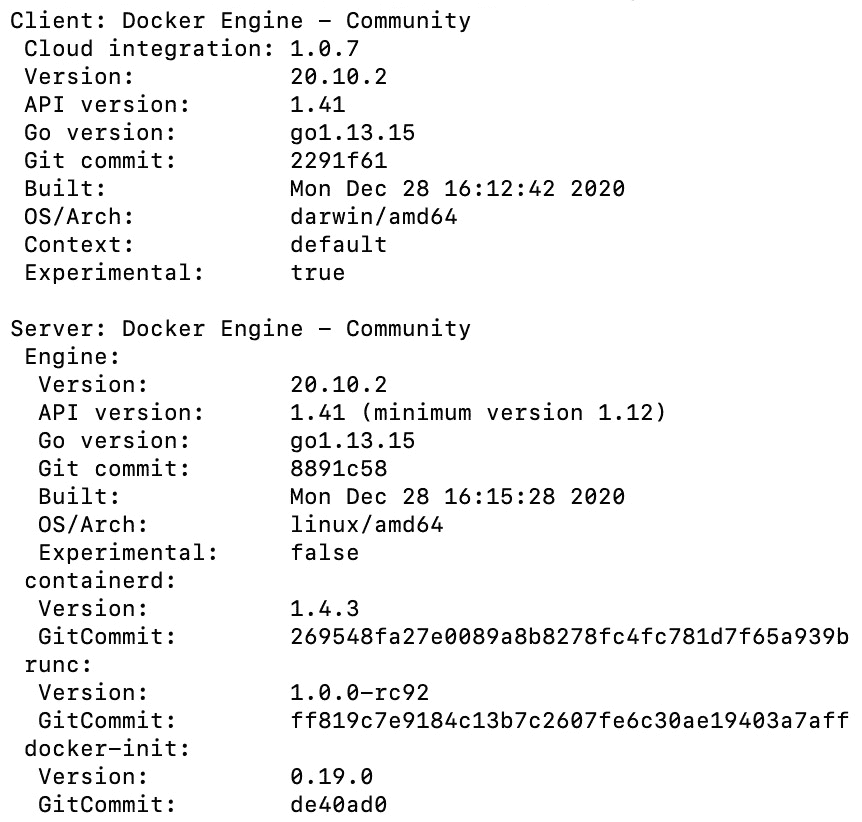 Client: Docker Engine - Community
 Cloud integration: 1.0.7
 Version:           20.10.2
 API version:       1.41
 Go version:        go1.13.15
 Git commit:        2291f61
 Built:             Mon Dec 28 16:12:42 2020
 OS/Arch:           darwin/amd64
 Context:           default
 Experimental:      true

Server: Docker Engine - Community
 Engine:
  Version:          20.10.2
  API version:      1.41 (minimum version 1.12)
  Go version:       go1.13.15
  Git commit:       8891c58
  Built:            Mon Dec 28 16:15:28 2020
  OS/Arch:          linux/amd64
  Experimental:     false
 containerd:
  Version:          1.4.3
  GitCommit:        269548fa27e0089a8b8278fc4fc781d7f65a939b
 runc:
  Version:          1.0.0-rc92
  GitCommit:        ff819c7e9184c13b7c2607fe6c30ae19403a7aff
 docker-init:
  Version:          0.19.0
  GitCommit:        de40ad0